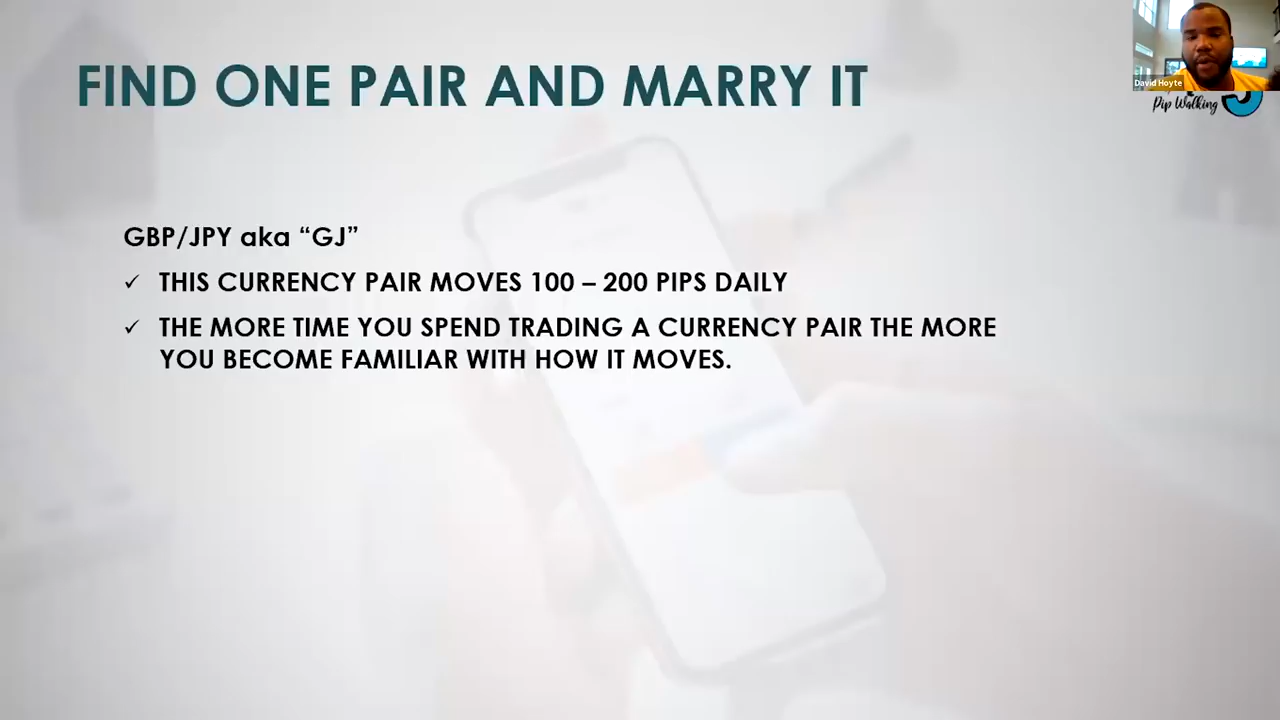 FIND ONE PAIR AND MARRY IT
David Hoyte
Pip Walking
GBP/JPY aka “GJ”
✓ THIS CURRENCY PAIR MOVES 100 – 200 PIPS DAILY
✓ THE MORE TIME YOU SPEND TRADING A CURRENCY PAIR THE MORE
YOU BECOME FAMILIAR WITH HOW IT MOVES.